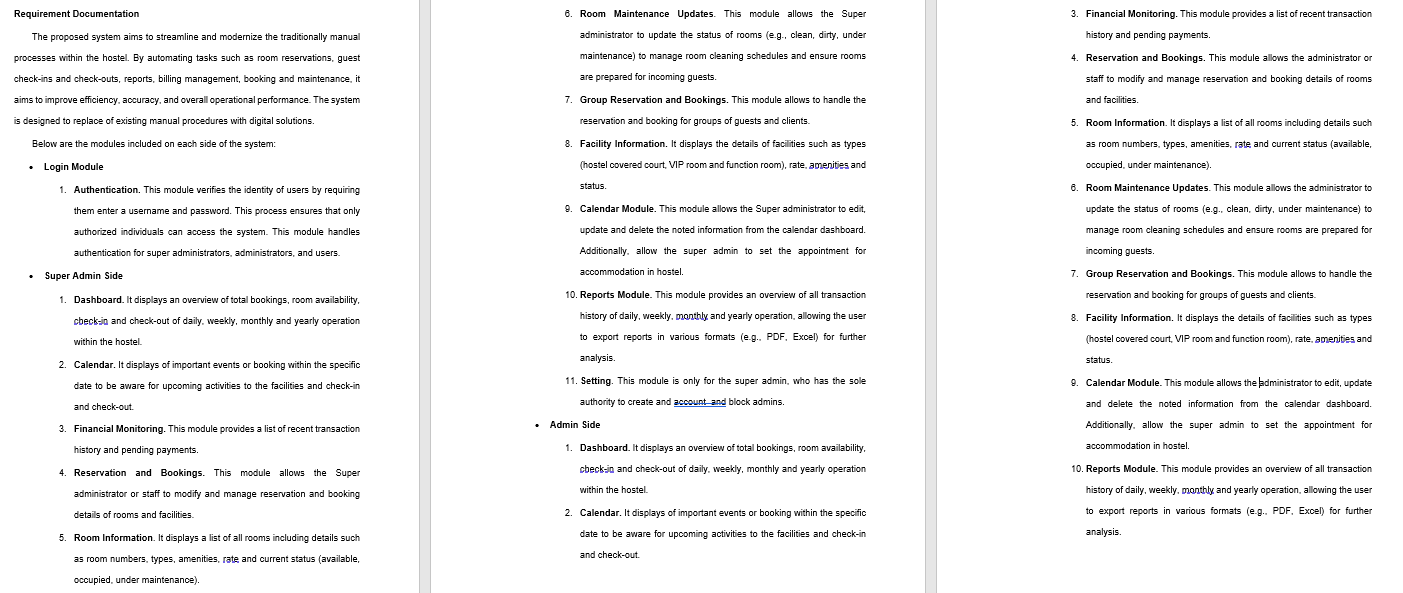 Requirement Documentation
The proposed system aims to streamline and modernize the traditionally manual
processes within the hostel. By automating tasks such as room reservations, guest
check-ins and check-outs, reports, billing management, booking and maintenance, it
aims to improve efficiency, accuracy, and overall operational performance. The system
is designed to replace of existing manual procedures with digital solutions.
Below are the modules included on each side of the system:
• Login Module
1. Authentication. This module verifies the identity of users by requiring
them enter a username and password. This process ensures that only
authorized individuals can access the system. This module handles
authentication for super administrators, administrators, and users.
• Super Admin Side
1. Dashboard. It displays an overview of total bookings, room availability,
check-in and check-out of daily, weekly, monthly and yearly operation
within the hostel.
2. Calendar. It displays of important events or booking within the specific
date to be aware for upcoming activities to the facilities and check-in
and check-out.
3. Financial Monitoring. This module provides a list of recent transaction
history and pending payments.
4. Reservation and Bookings. This module allows the Super
administrator or staff to modify and manage reservation and booking
details of rooms and facilities.
5. Room Information. It displays a list of all rooms including details such
as room numbers, types, amenities, rate and current status (available,
occupied, under maintenance).
6. Room Maintenance Updates. This module allows the Super
administrator to update the status of rooms (e.g., clean, dirty, under
maintenance) to manage room cleaning schedules and ensure rooms
are prepared for incoming guests.
7. Group Reservation and Bookings. This module allows to handle the
reservation and booking for groups of guests and clients.
8. Facility Information. It displays the details of facilities such as types
(hostel covered court, VIP room and function room), rate, amenities and
status.
9. Calendar Module. This module allows the Super administrator to edit,
update and delete the noted information from the calendar dashboard.
Additionally, allow the super admin to set the appointment for
accommodation in hostel.
10. Reports Module. This module provides an overview of all transaction
history of daily, weekly, monthly and yearly operation, allowing the user
to export reports in various formats (e.g., PDF, Excel) for further
analysis.
11. Setting. This module is only for the super admin, who has the sole
authority to create and account and block admins.
• Admin Side
1. Dashboard. It displays an overview of total bookings, room availability,
check-in and check-out of daily, weekly, monthly and yearly operation
within the hostel.
2. Calendar. It displays of important events or booking within the specific
date to be aware for upcoming activities to the facilities and check-in
and check-out.
3. Financial Monitoring. This module provides a list of recent transaction
history and pending payments.
4. Reservation and Bookings. This module allows the administrator or
staff to modify and manage reservation and booking details of rooms
and facilities.
5. Room Information. It displays a list of all rooms including details such
as room numbers, types, amenities, rate and current status (available,
occupied, under maintenance).
6. Room Maintenance Updates. This module allows the administrator to
update the status of rooms (e.g., clean, dirty, under maintenance) to
manage room cleaning schedules and ensure rooms are prepared for
incoming guests.
7. Group Reservation and Bookings. This module allows to handle the
reservation and booking for groups of guests and clients.
8. Facility Information. It displays the details of facilities such as types
(hostel covered court, VIP room and function room), rate, amenities and
status.
9. Calendar Module. This module allows the administrator to edit, update
and delete the noted information from the calendar dashboard.
Additionally, allow the super admin to set the appointment for
accommodation in hostel.
10. Reports Module. This module provides an overview of all transaction
history of daily, weekly, monthly and yearly operation, allowing the user
to export reports in various formats (e.g., PDF, Excel) for further
analysis.